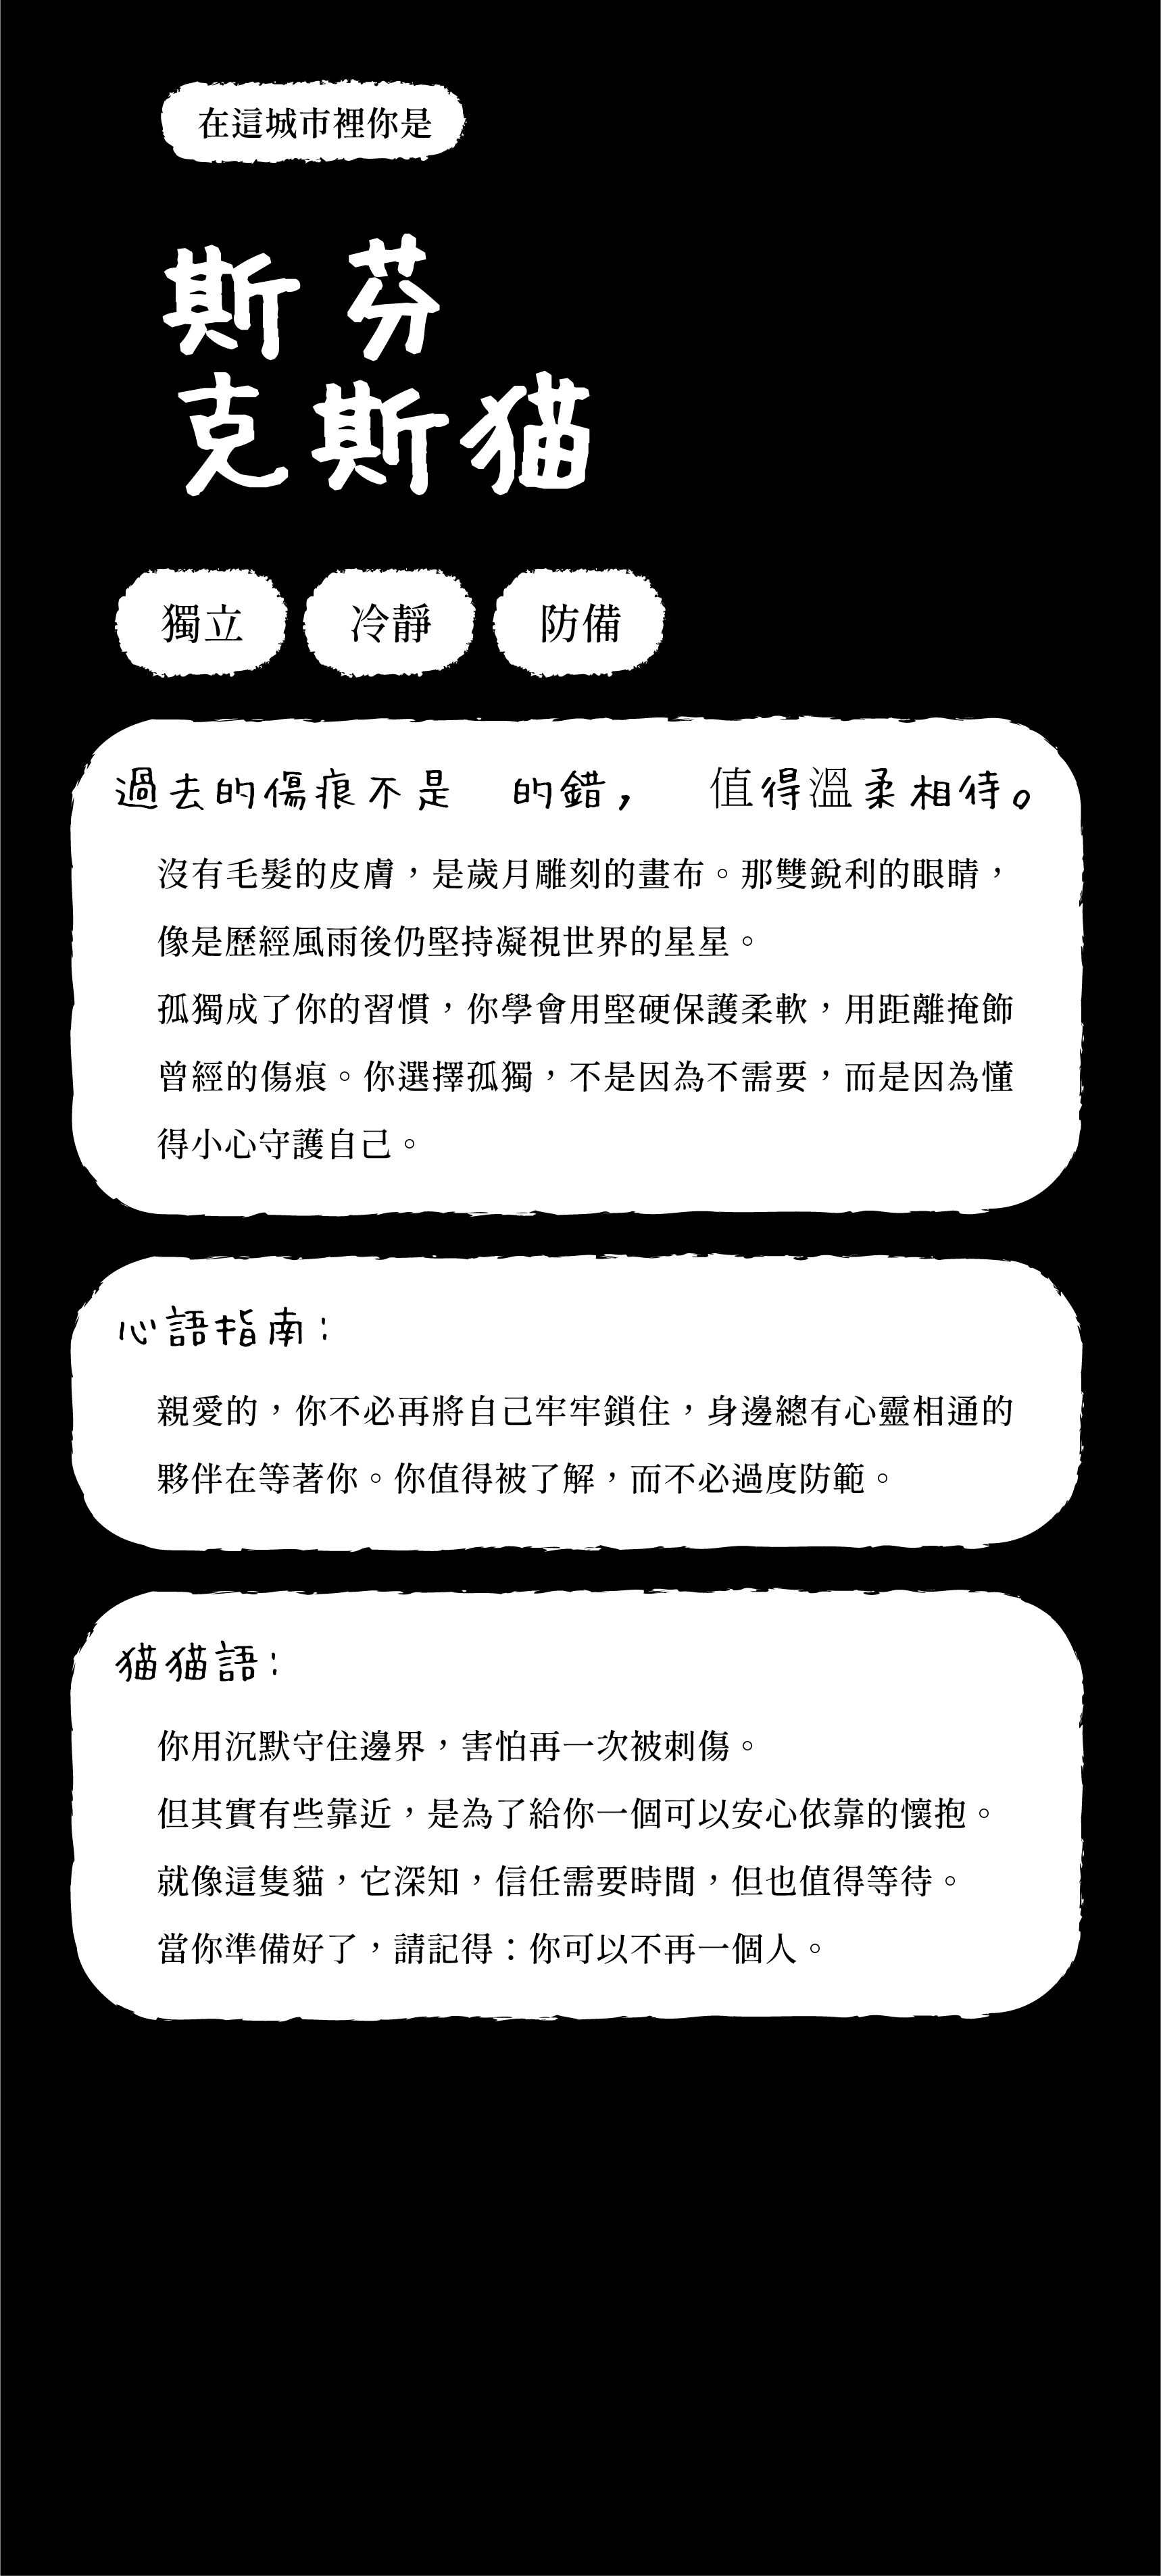 在這城市裡你是
斯芬
克斯猫
獨立 冷靜 防備
過去的傷痕不是 的錯， 值得溫柔相待。
沒有毛髮的皮膚，是歲月雕刻的畫布。那雙銳利的眼睛，
像是歷經風雨後仍堅持凝視世界的星星。
孤獨成了你的習慣，你學會用堅硬保護柔軟，用距離掩飾
曾經的傷痕。你選擇孤獨，不是因為不需要，而是因為懂
得小心守護自己。
心語指南：
親愛的，你不必再將自己牢牢鎖住，身邊總有心靈相通的
夥伴在等著你。你值得被了解，而不必過度防範。
猫猫語：
你用沉默守住邊界，害怕再一次被刺傷。
但其實有些靠近，是為了給你一個可以安心依靠的懷抱。
就像這隻貓，它深知，信任需要時間，但也值得等待。
當你準備好了，請記得：你可以不再一個人。